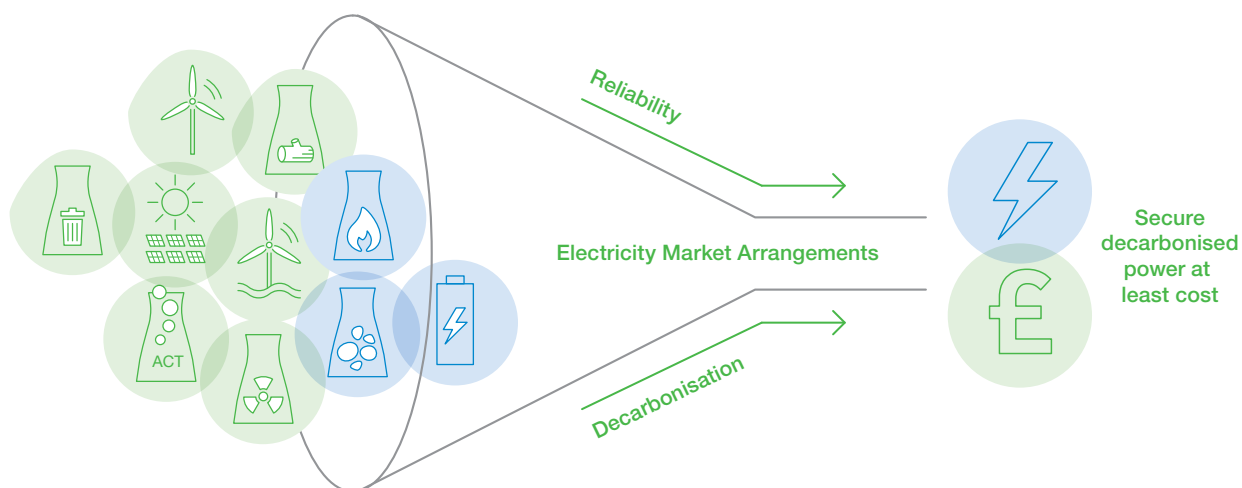 ACT
Reliability
Electricity Market Arrangements
Decarbonisation
£
Secure
decarbonised
power at
least cost